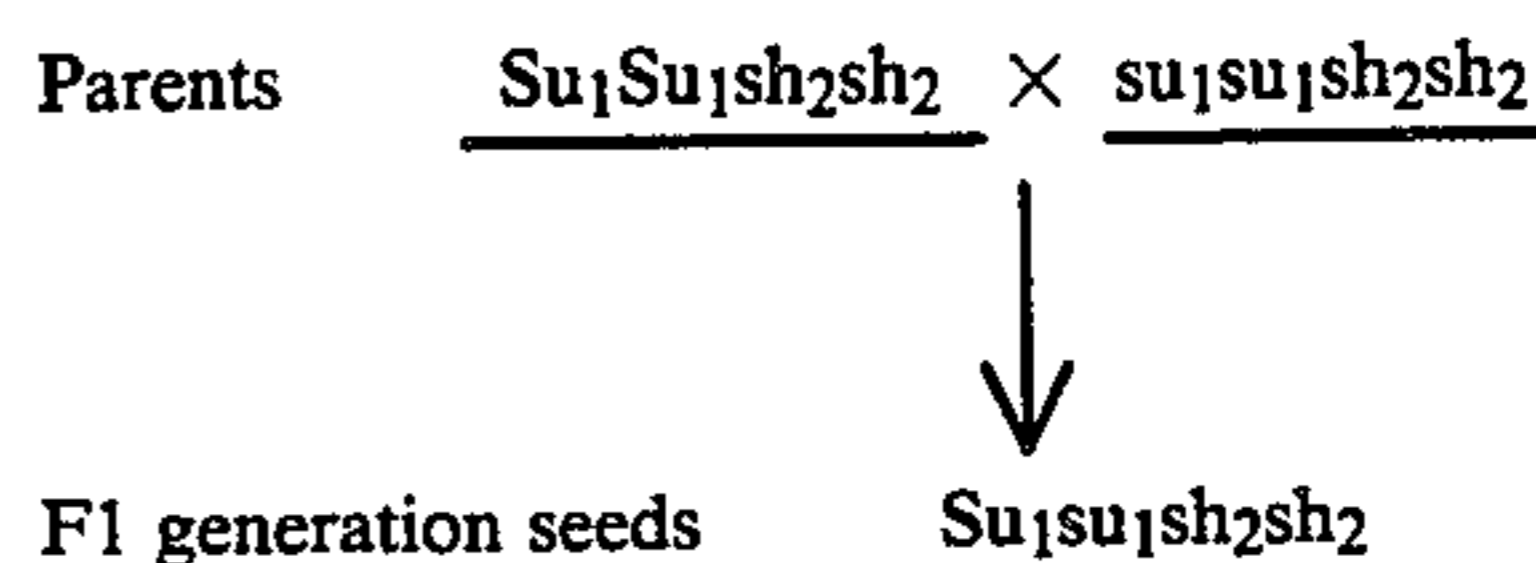 Parents Su₁Su₁sh₂sh₂ × su₁su₁sh₂sh₂
F1 generation seeds Su₁su₁sh₂sh₂